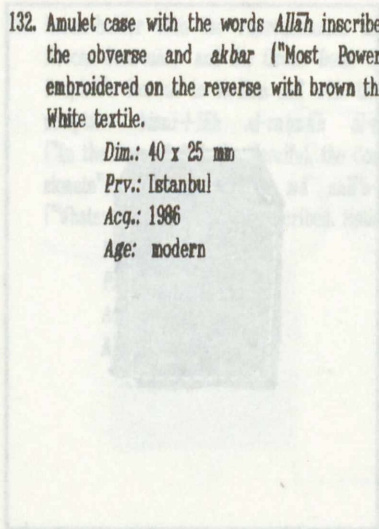 132. Amulet case with the words Allāh inscribe
the obverse and akbar ("Most Power
embroidered on the reverse with brown th
White textile.
Dim.: 40 x 25 mm
Prv.: Istanbul
Acq.: 1986
Age: modern